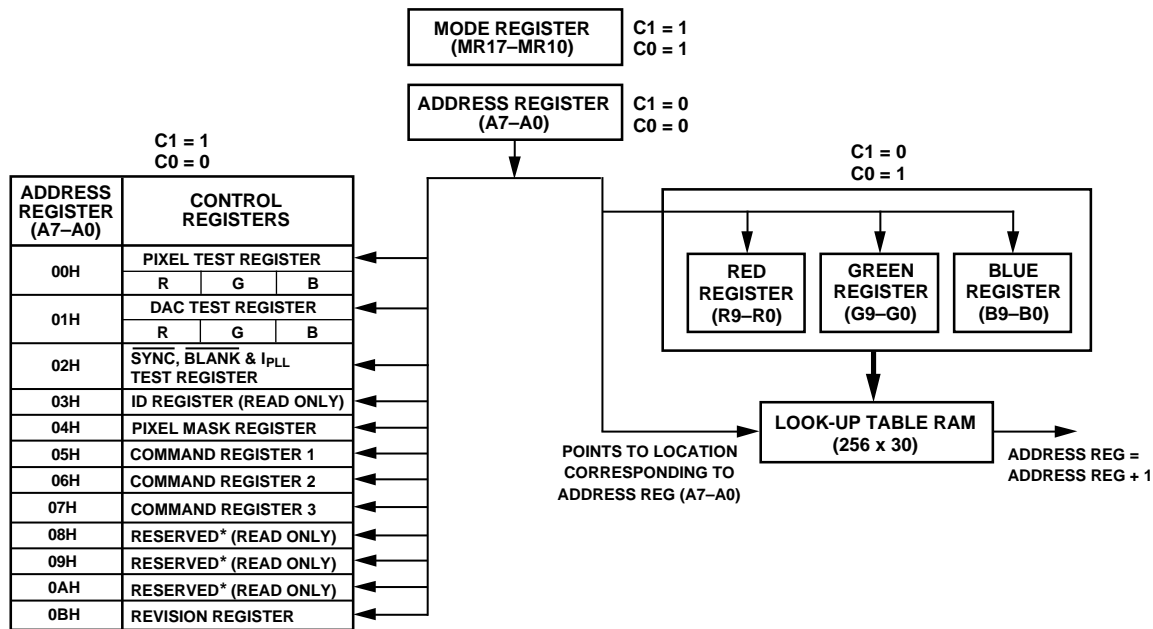 MODE REGISTER
(MR17–MR10)
C1 = 1
C0 = 1
ADDRESS REGISTER
(A7–A0)
C1 = 0
C0 = 0
C1 = 1
C0 = 0
ADDRESS
REGISTER
(A7–A0)
CONTROL
REGISTERS
00H
PIXEL TEST REGISTER
R G B
01H
DAC TEST REGISTER
R G B
02H
SYNC, BLANK & IPLL
TEST REGISTER
03H ID REGISTER (READ ONLY)
04H PIXEL MASK REGISTER
05H COMMAND REGISTER 1
06H COMMAND REGISTER 2
07H COMMAND REGISTER 3
08H RESERVED* (READ ONLY)
09H RESERVED* (READ ONLY)
0AH RESERVED* (READ ONLY)
0BH REVISION REGISTER
C1 = 0
C0 = 1
RED
REGISTER
(R9–R0)
GREEN
REGISTER
(G9–G0)
BLUE
REGISTER
(B9–B0)
LOOK-UP TABLE RAM
(256 x 30)
POINTS TO LOCATION
CORRESPONDING TO
ADDRESS REG (A7–A0)
ADDRESS REG =
ADDRESS REG + 1